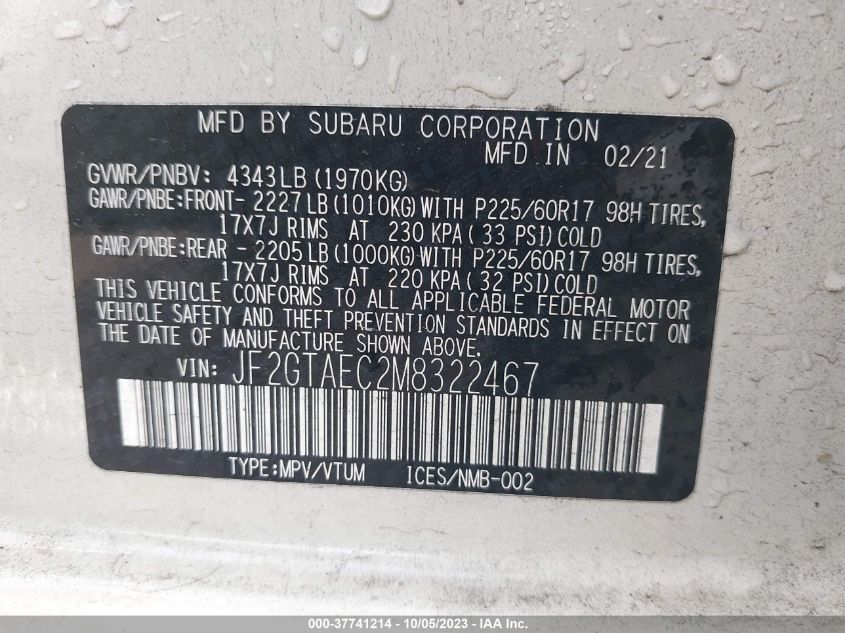 MFD BY SUBARU CORPORATION
MFD IN 02/21
GVWR/PNBV: 4343LB (1970KG)
GAWR/PNBE:FRONT- 2227LB (1010KG) WITH P225/60R17 98H TIRES,
17X7J RIMS AT 230 KPA ( 33 PSI) COLD
GAWR/PNBE:REAR - 2205LB (1000KG) WITH P225/60R17 98H TIRES,
17X7J RIMS AT 220 KPA ( 32 PSI) COLD
THIS VEHICLE CONFORMS TO ALL APPLICABLE FEDERAL MOTOR
VEHICLE SAFETY AND THEFT PREVENTION STANDARDS IN EFFECT ON
THE DATE OF MANUFACTURE SHOWN ABOVE.
VIN: JF2GTAEC2M8322467
TYPE:MPV/VTUM ICES/NMB-002
000-37741214 - 10/05/2023 - IAA Inc.